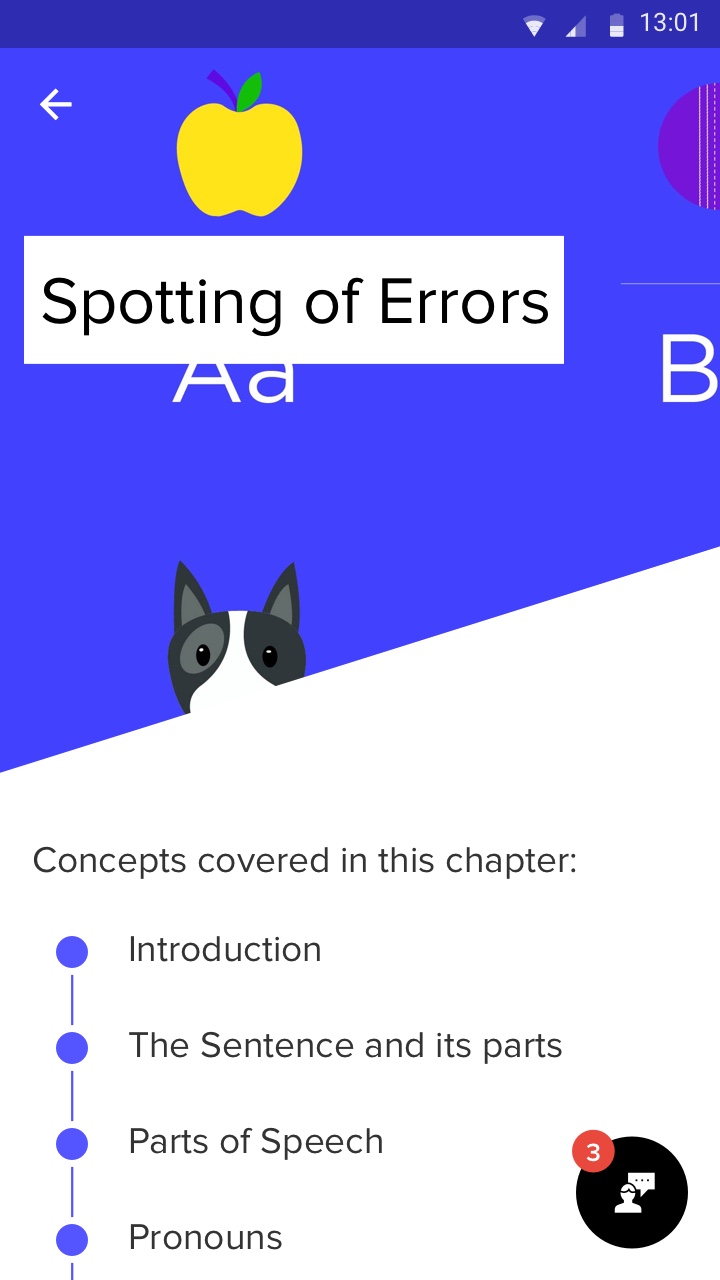 13:01
Spotting of Errors
Aa
B
Concepts covered in this chapter:
Introduction
The Sentence and its parts
Parts of Speech
3
Pronouns